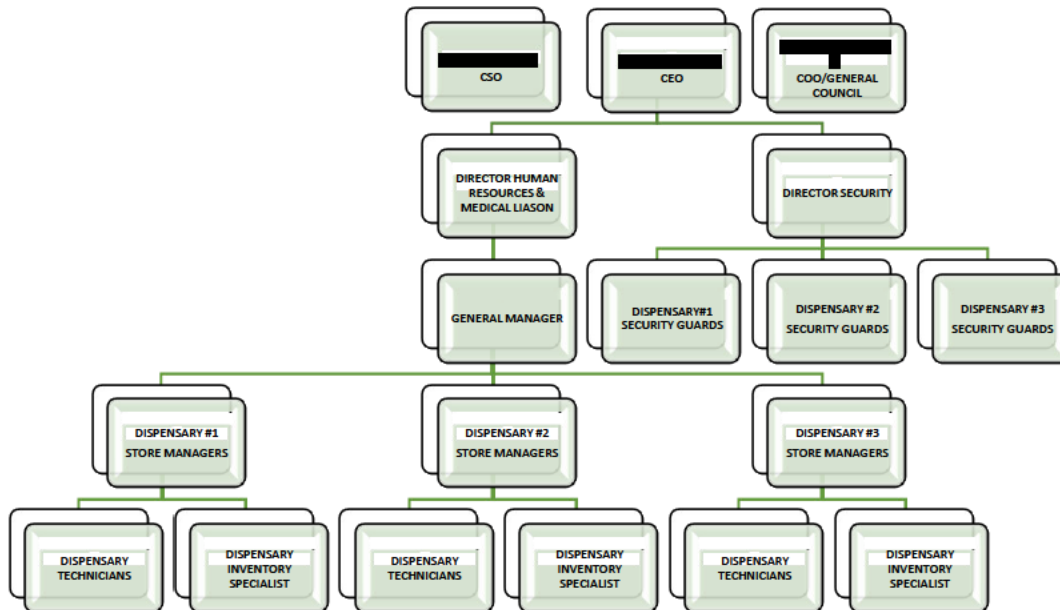 CSO
CEO
COO/GENERAL
COUNCIL
DIRECTOR HUMAN
RESOURCES &
MEDICAL LIASON
DIRECTOR SECURITY
GENERAL MANAGER
DISPENSARY#1
SECURITY GUARDS
DISPENSARY #2
SECURITY GUARDS
DISPENSARY #3
SECURITY GUARDS
DISPENSARY #1
STORE MANAGERS
DISPENSARY #2
STORE MANAGERS
DISPENSARY #3
STORE MANAGERS
DISPENSARY
TECHNICIANS
DISPENSARY
INVENTORY
SPECIALIST
DISPENSARY
TECHNICIANS
DISPENSARY
INVENTORY
SPECIALIST
DISPENSARY
TECHNICIANS
DISPENSARY
INVENTORY
SPECIALIST